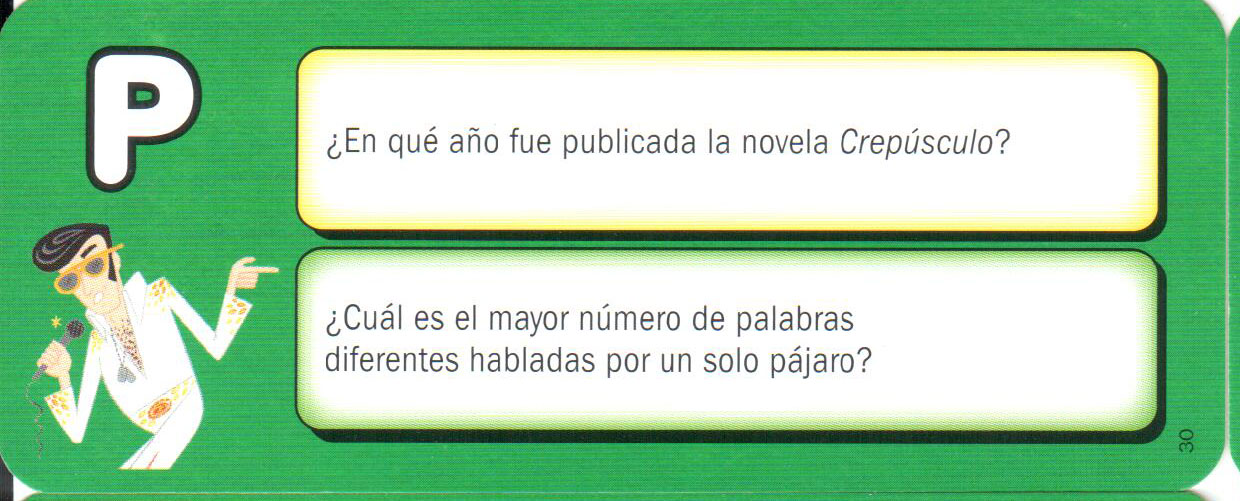 P
¿En qué año fue publicada la novela Crepúsculo?
¿Cuál es el mayor número de palabras
diferentes habladas por un solo pájaro?
30